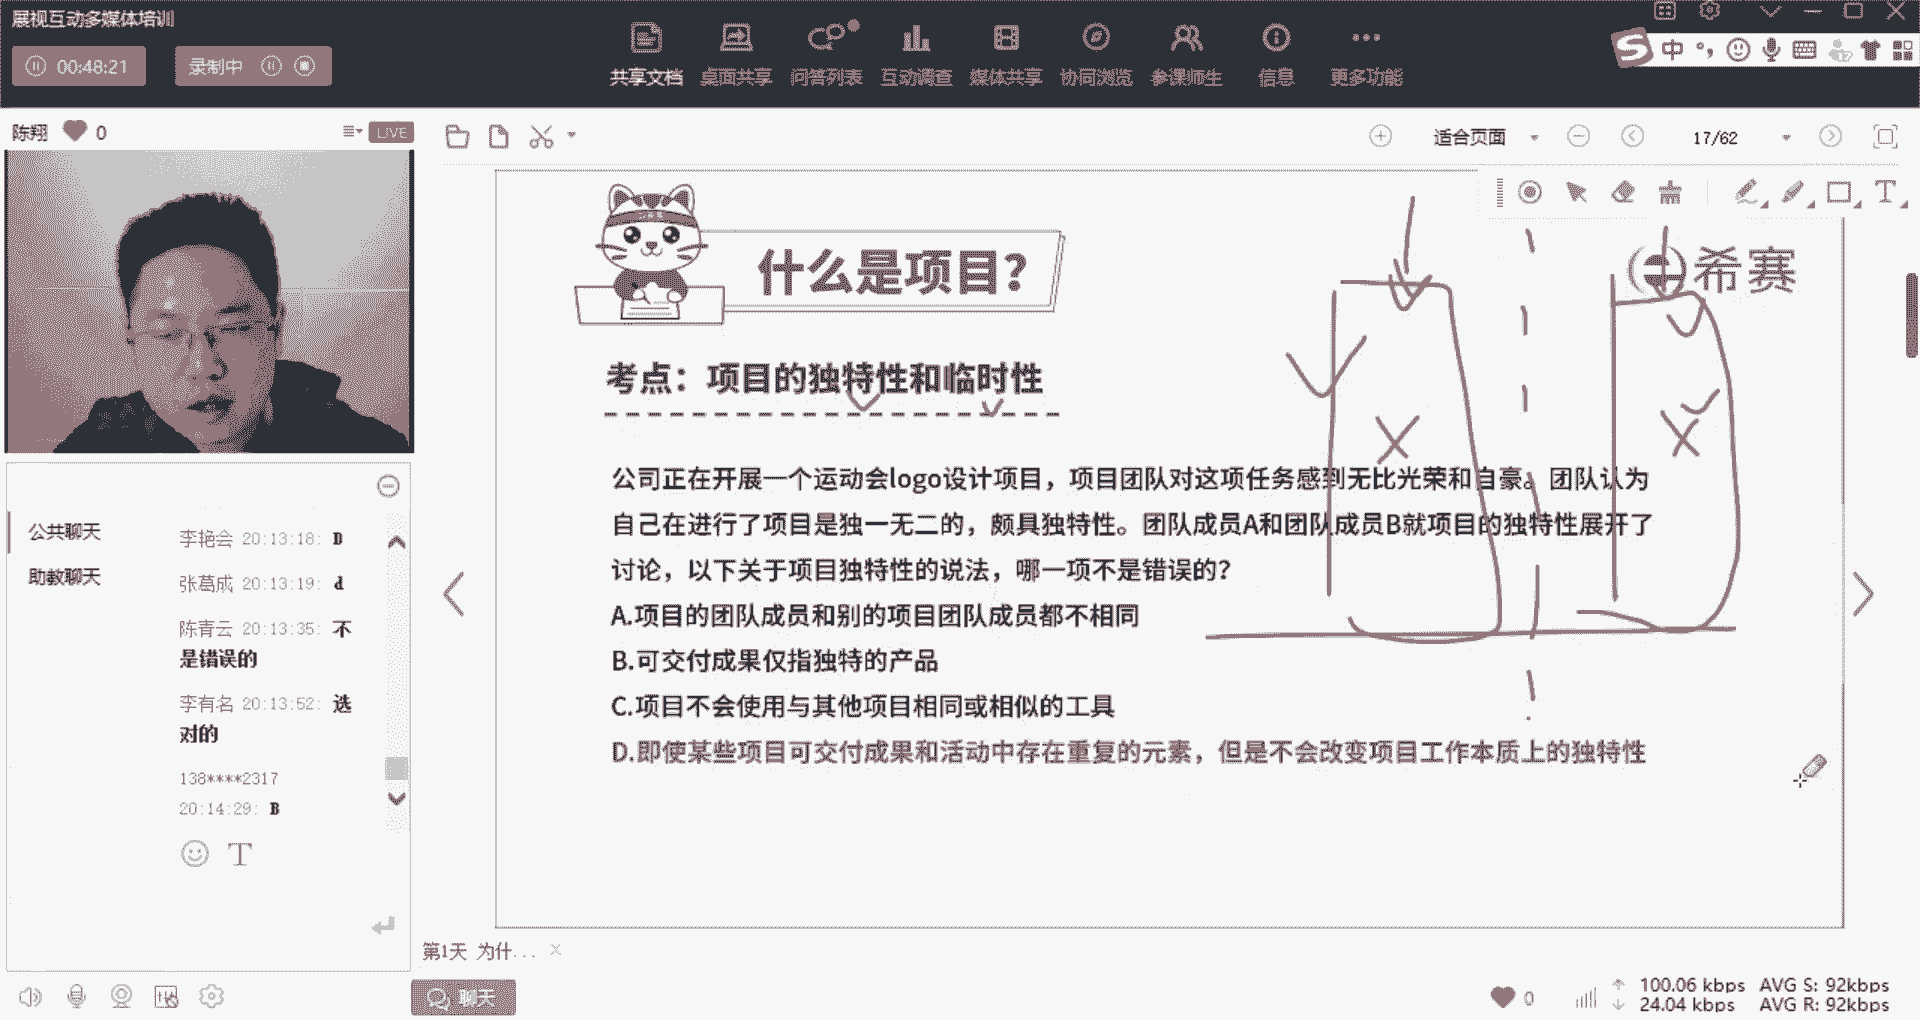 展视互动多媒体培训
00:48:21
录制中
共享文档
桌面共享
问答列表
互动调查
媒体共享
协同浏览
参课师生
信息
更多功能
中
陈翔
0
LIVE
适合页面
17/62
公共聊天
助教聊天
李艳会 20:13:18: D
张葛成 20:13:19: d
陈青云 20:13:35: 不
是错误的
李有名 20:13:52: 选
对的
138****2317
20:14:29: B
什么是项目？
希赛
考点：项目的独特性和临时性
公司正在开展一个运动会logo设计项目，项目团队对这项任务感到无比光荣和自豪。团队认为
自己在进行了项目是独一无二的，颇具独特性。团队成员A和团队成员B就项目的独特性展开了
讨论，以下关于项目独特性的说法，哪一项不是错误的？
A.项目的团队成员和别的项目团队成员都不相同
B.可交付成果仅指独特的产品
C.项目不会使用与其他项目相同或相似的工具
D.即使某些项目可交付成果和活动中存在重复的元素，但是不会改变项目工作本质上的独特性
第1天 为什...
聊天
0
100.06 kbps AVG S: 92kbps
24.04 kbps AVG R: 92kbps